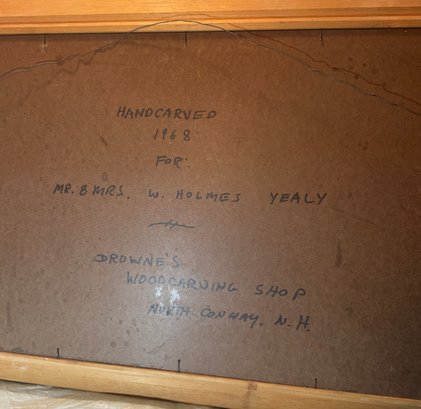 HANDCARVED
1968
FOR:
MR. & MRS. W. HOLMES YEALY
DROWNE'S
WOODCARVING SHOP
NORTH CONWAY, N.H.